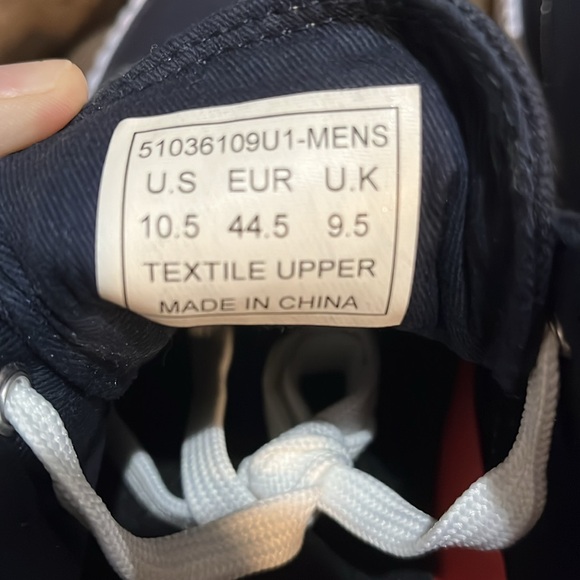 51036109U1-MENS
U.S EUR U.K
10.5 44.5 9.5
TEXTILE UPPER
MADE IN CHINA